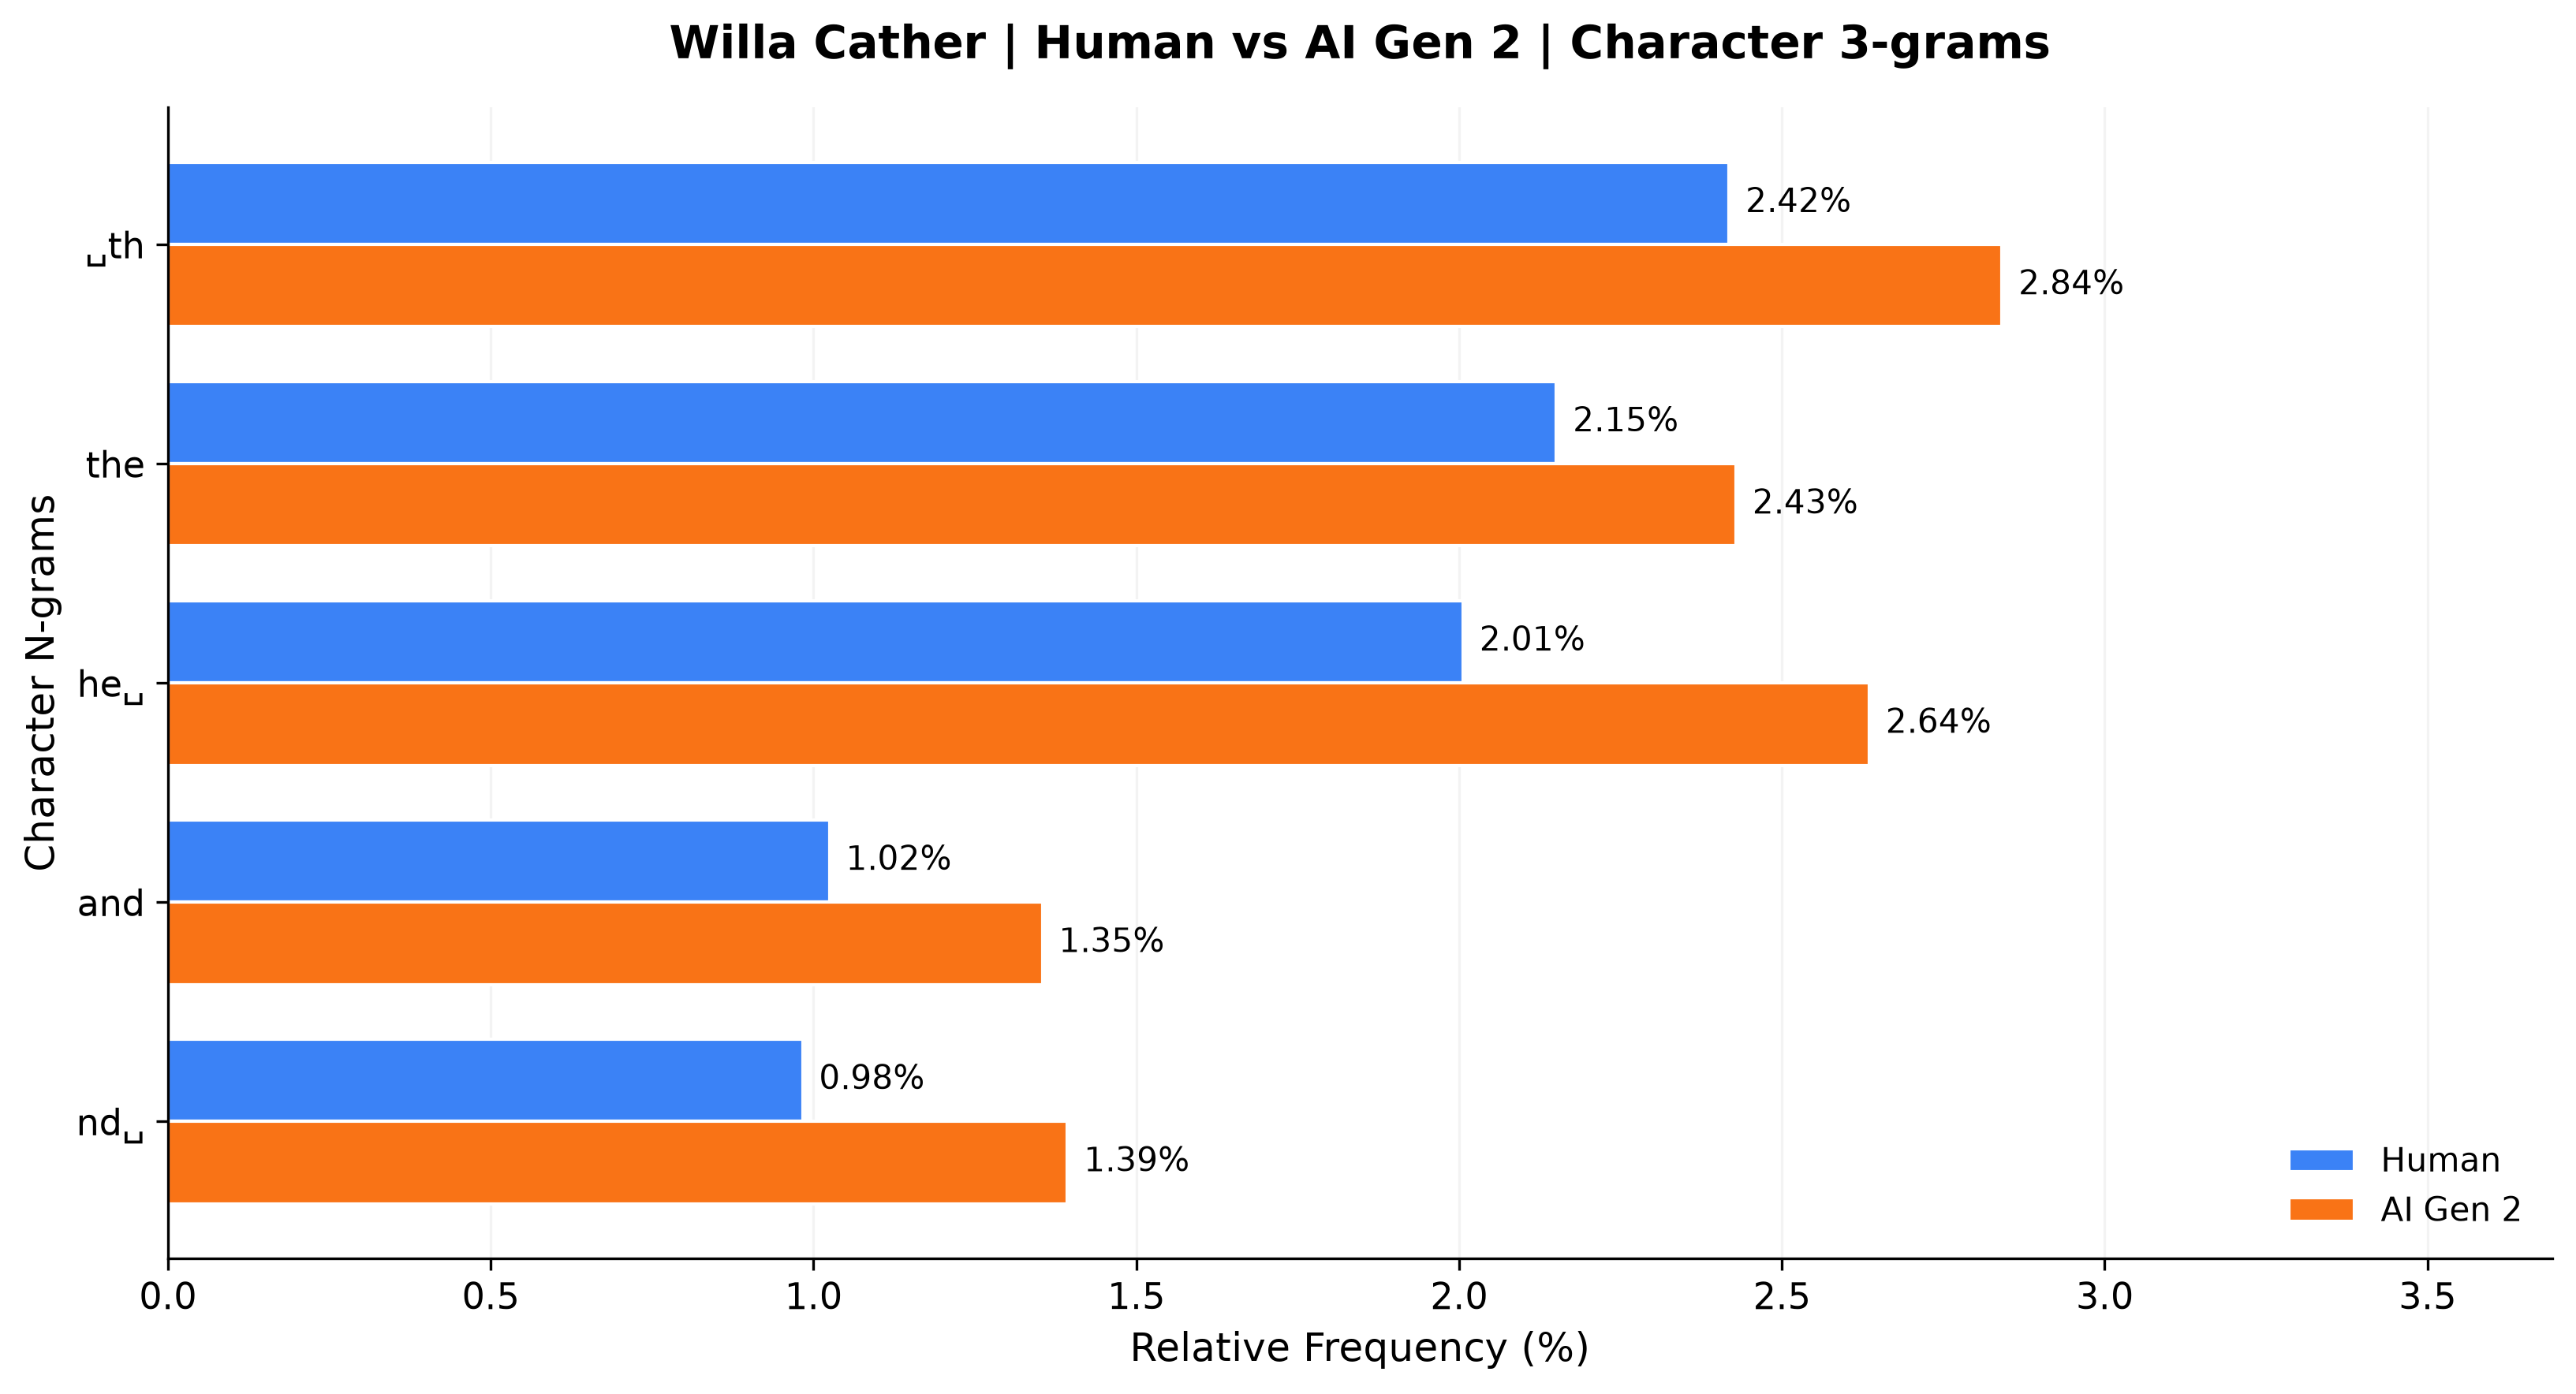 Willa Cather | Human vs AI Gen 2 | Character 3-grams
Character N-grams
␣th
2.42%
2.84%
the
2.15%
2.43%
he␣
2.01%
2.64%
and
1.02%
1.35%
nd␣
0.98%
1.39%
Human
AI Gen 2
0.0 0.5 1.0 1.5 2.0 2.5 3.0 3.5
Relative Frequency (%)